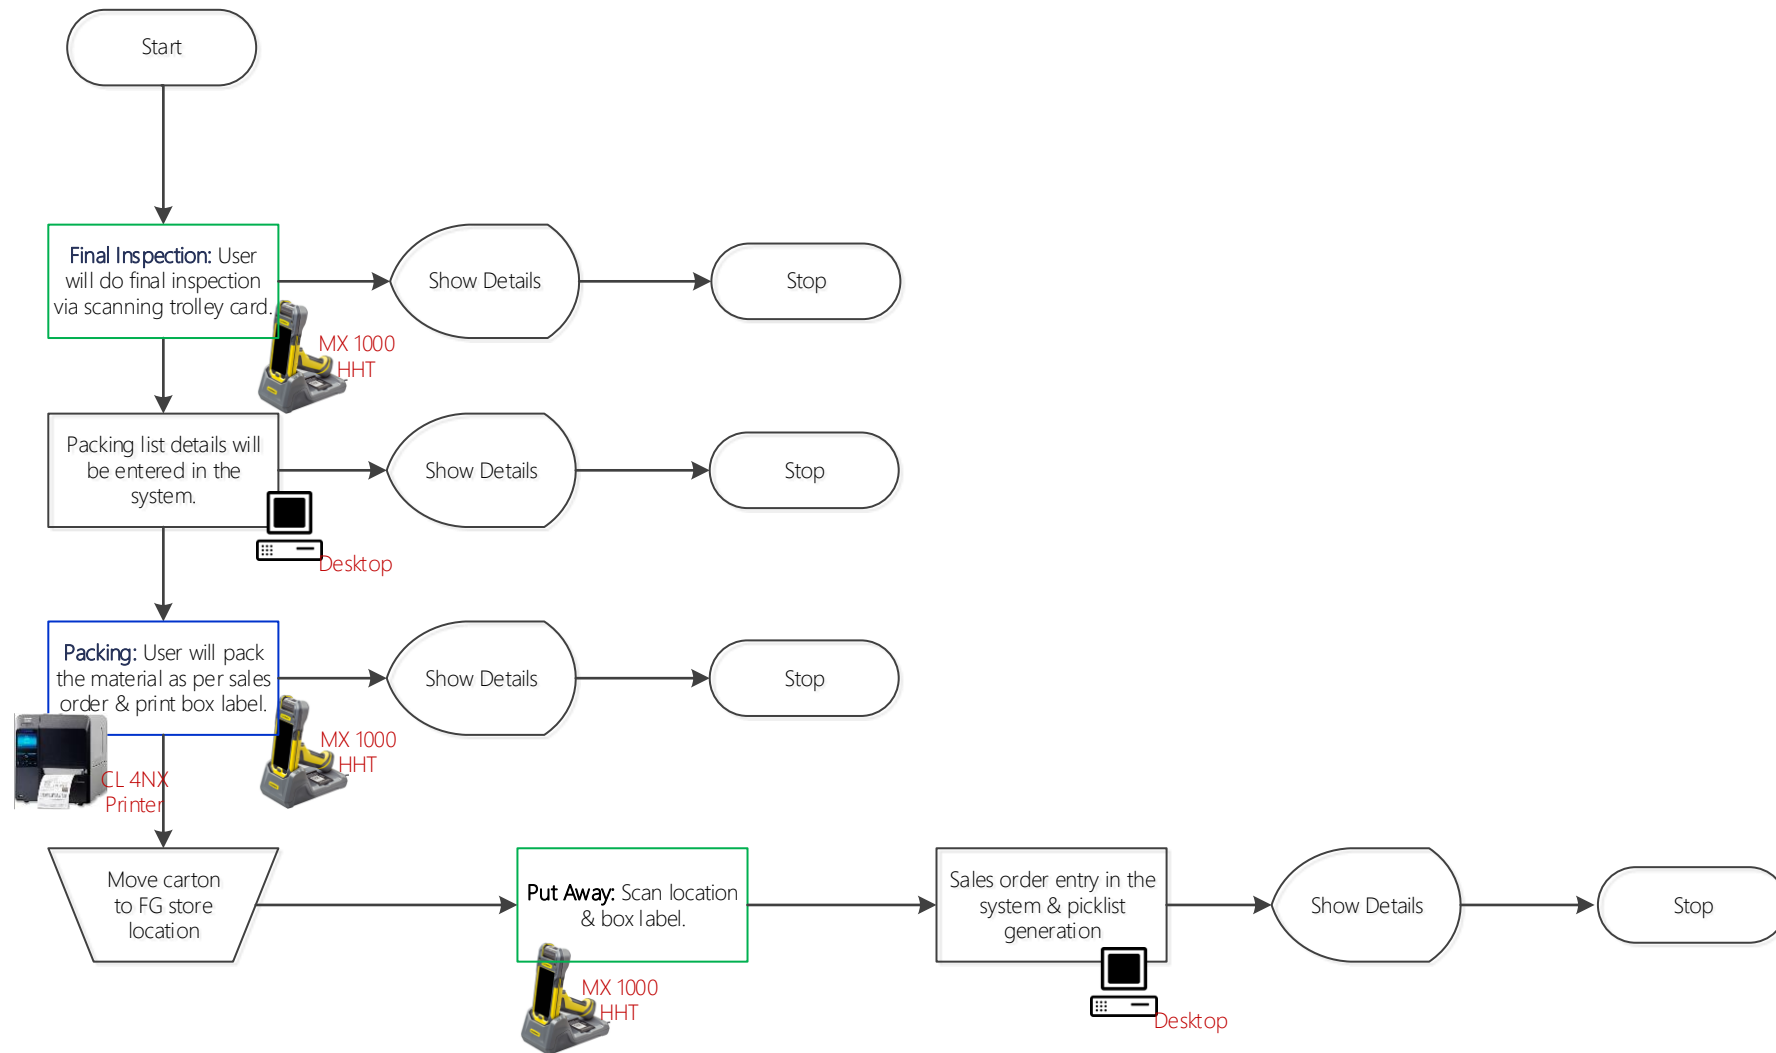 Start
Final Inspection: User
will do final inspection
via scanning trolley card.
Show Details
Stop
MX 1000
HHT
Packing list details will
be entered in the
system.
Show Details
Stop
Desktop
Packing: User will pack
the material as per sales
order & print box label.
Show Details
Stop
MX 1000
HHT
CL 4NX
Printer
Move carton
to FG store
location
Put Away: Scan location
& box label.
MX 1000
HHT
Sales order entry in the
system & picklist
generation
Desktop
Show Details
Stop